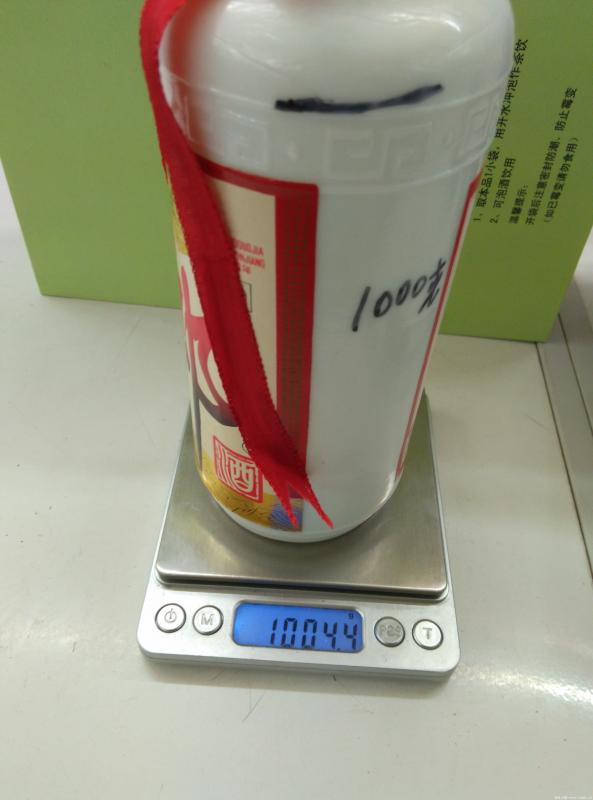 1、取本品1小袋，用开水冲泡作茶饮
2、可泡酒饮用
温馨提示：
开袋后注意密封防潮，防止霉变
（如已霉变请勿食用）
1000克
酒
g
1004.4
M
PCS
T